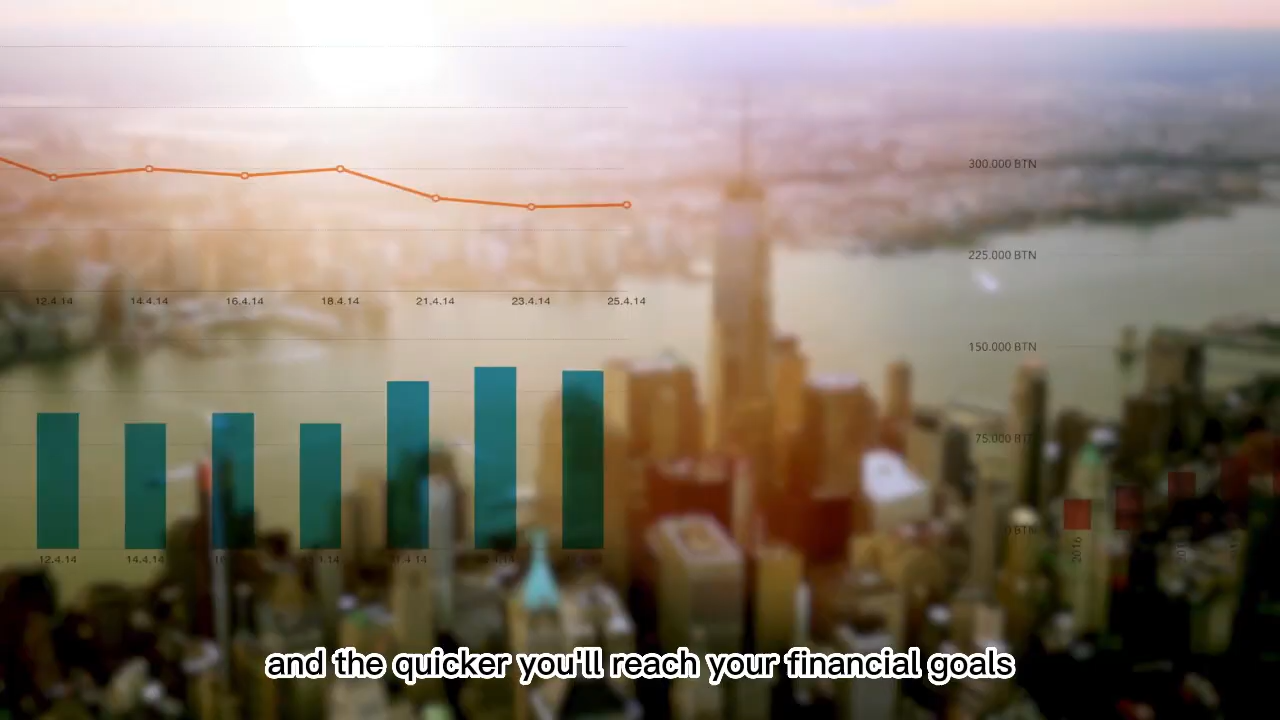 300.000 BTN
225.000 BTN
150.000 BTN
75.000 BTN
12.4.14 14.4.14 16.4.14 18.4.14 21.4.14 23.4.14 25.4.14
12.4.14 14.4.14
2016
and the quicker you'll reach your financial goals